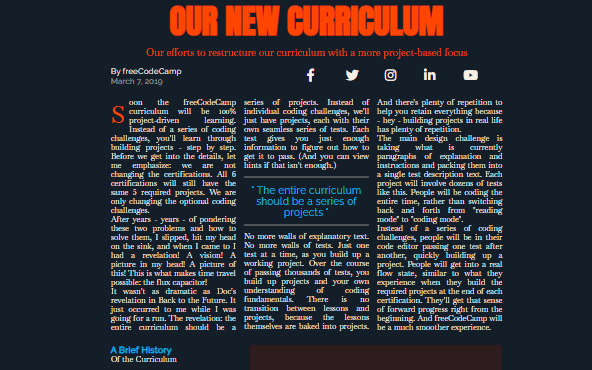 OUR NEW CURRICULUM
Our efforts to restructure our curriculum with a more project-based focus
By freeCodeCamp
March 7, 2019
Soon the freeCodeCamp
curriculum will be 100%
project-driven learning.
Instead of a series of coding
challenges, you'll learn through
building projects - step by step.
Before we get into the details, let
me emphasize: we are not
changing the certifications. All 6
certifications will still have the
same 5 required projects. We are
only changing the optional coding
challenges.
After years - years - of pondering
these two problems and how to
solve them, I slipped, hit my head
on the sink, and when I came to I
had a revelation! A vision! A
picture in my head! A picture of
this! This is what makes time travel
possible: the flux capacitor!
It wasn't as dramatic as Doc's
revelation in Back to the Future. It
just occurred to me while I was
going for a run. The revelation: the
entire curriculum should be a
series of projects. Instead of
individual coding challenges, we'll
just have projects, each with their
own seamless series of tests. Each
test gives you just enough
information to figure out how to
get it to pass. (And you can view
hints if that isn't enough.)
" The entire curriculum
should be a series of
projects "
No more walls of explanatory text.
No more walls of tests. Just one
test at a time, as you build up a
working project. Over the course
of passing thousands of tests, you
build up projects and your own
understanding of coding
fundamentals. There is no
transition between lessons and
projects, because the lessons
themselves are baked into projects.
And there's plenty of repetition to
help you retain everything because
- hey - building projects in real life
has plenty of repetition.
The main design challenge is
taking what is currently
paragraphs of explanation and
instructions and packing them into
a single test description text. Each
project will involve dozens of tests
like this. People will be coding the
entire time, rather than switching
back and forth from "reading
mode" to "coding mode".
Instead of a series of coding
challenges, people will be in their
code editor passing one test after
another, quickly building up a
project. People will get into a real
flow state, similar to what they
experience when they build the
required projects at the end of each
certification. They'll get that sense
of forward progress right from the
beginning. And freeCodeCamp will
be a much smoother experience.
A Brief History
Of the Curriculum